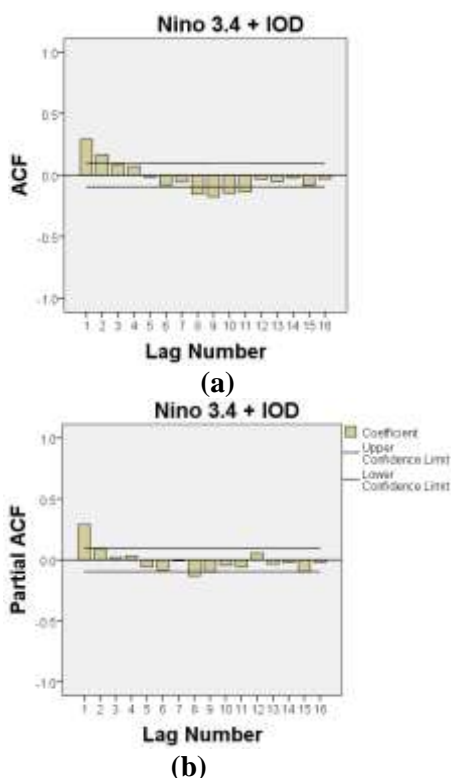 Nino 3.4 + IOD
1.0
0.5
0.0
-0.5
-1.0
ACF
1 2 3 4 5 6 7 8 9 10 11 12 13 14 15 16
Lag Number
(a)
Nino 3.4 + IOD
1.0
0.5
0.0
-0.5
-1.0
Partial ACF
1 2 3 4 5 6 7 8 9 10 11 12 13 14 15 16
Lag Number
Coefficient
Upper
Confidence Limit
Lower
Confidence Limit
(b)